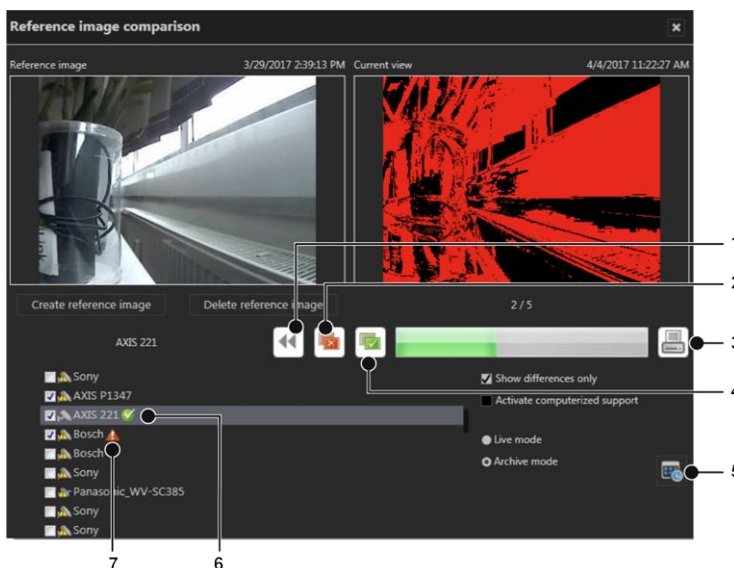 Reference image comparison
Reference image 3/29/2017 2:39:13 PM Current view 4/4/2017 11:22:27 AM
1
2
Create reference image Delete reference image 2 / 5
AXIS 221
3
Sony
Show differences only
4
AXIS P1347
Activate computerized support
AXIS 221
Bosch
Live mode
Bosch
Archive mode
Sony
5
Panasonic_WV-SC385
Sony
Sony
7 6